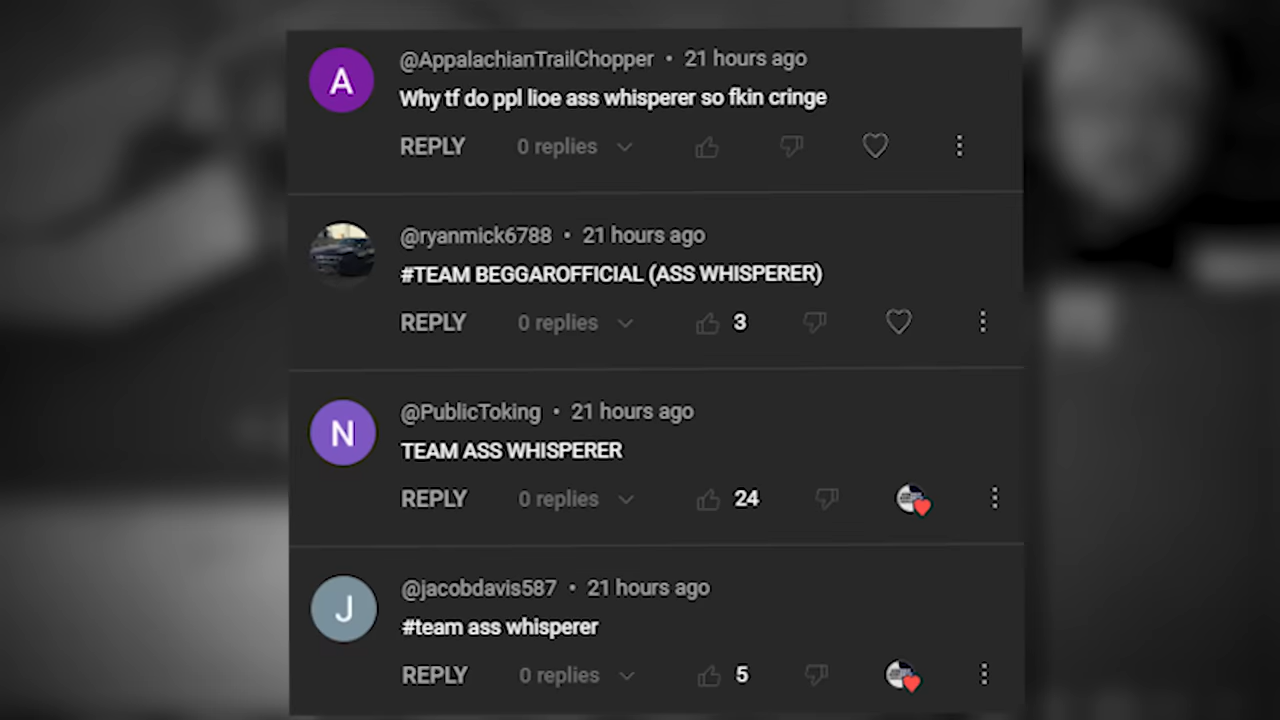 A
@AppalachianTrailChopper • 21 hours ago
Why tf do ppl lioe ass whisperer so fkin cringe
REPLY 0 replies
@ryanmick6788 • 21 hours ago
#TEAM BEGGAROFFICIAL (ASS WHISPERER)
REPLY 0 replies 3
N
@PublicToking • 21 hours ago
TEAM ASS WHISPERER
REPLY 0 replies 24
J
@jacobdavis587 • 21 hours ago
#team ass whisperer
REPLY 0 replies 5